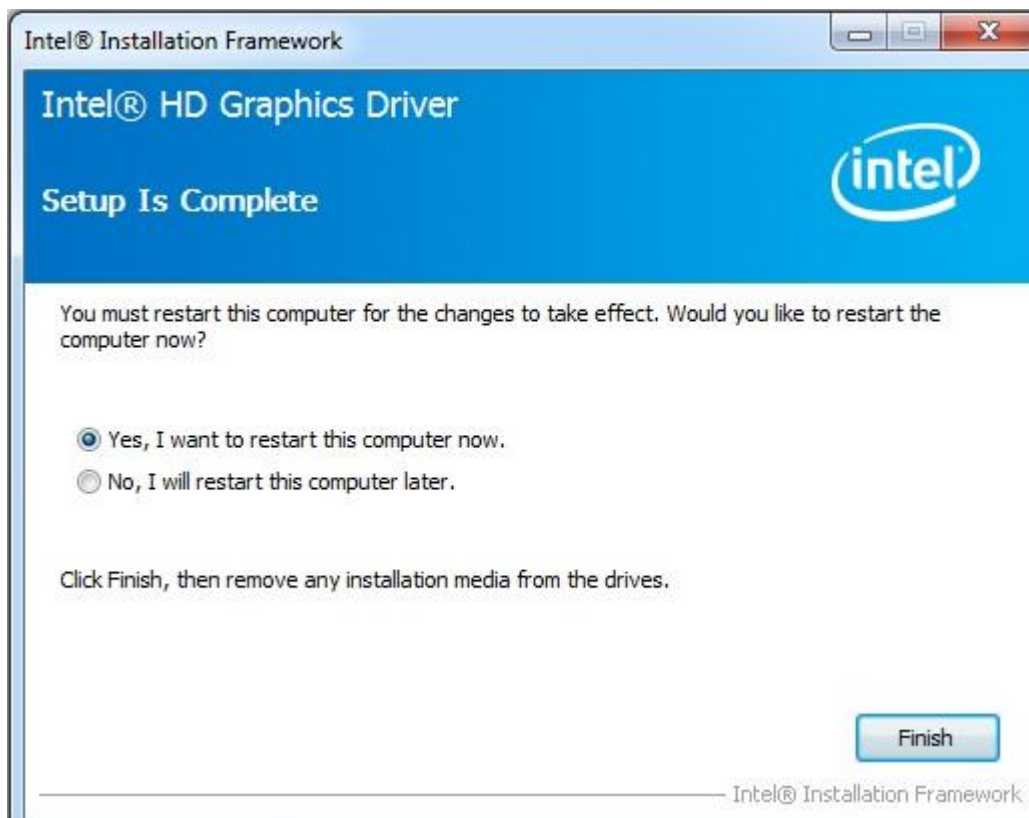 Intel® Installation Framework
Intel® HD Graphics Driver
intel
Setup Is Complete
You must restart this computer for the changes to take effect. Would you like to restart the
computer now?
Yes, I want to restart this computer now.
No, I will restart this computer later.
Click Finish, then remove any installation media from the drives.
Finish
Intel® Installation Framework